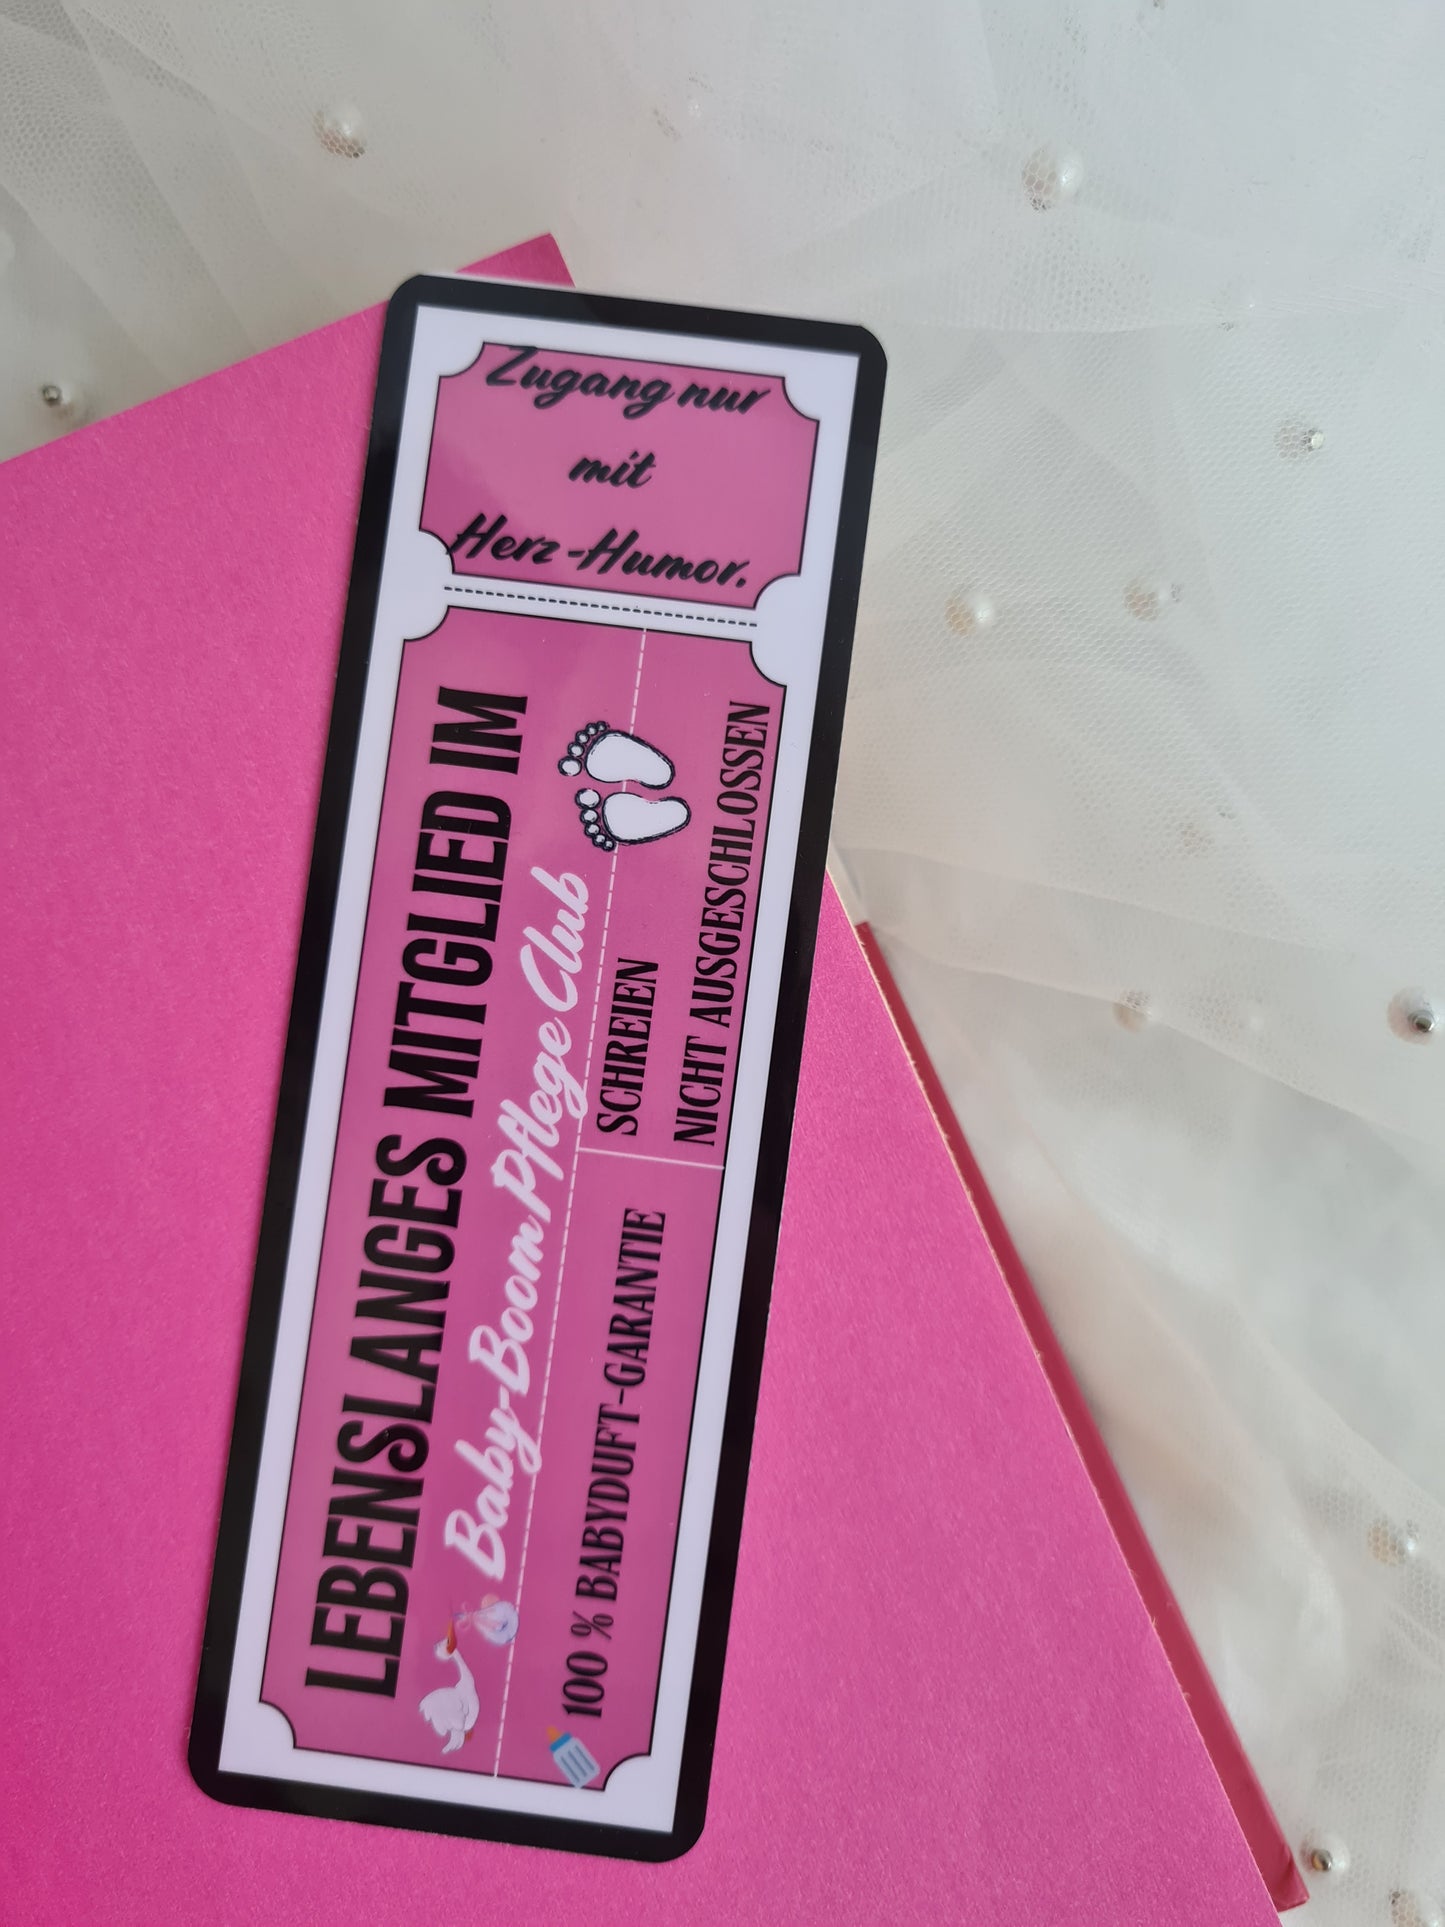 Zugang nur
mit
Herz-Humor.
LEBENSLANGES MITGLIED IM
Baby-Boom Pflege Club
100 % BABYDUFT-GARANTIE
SCHREIEN
NICHT AUSGESCHLOSSEN